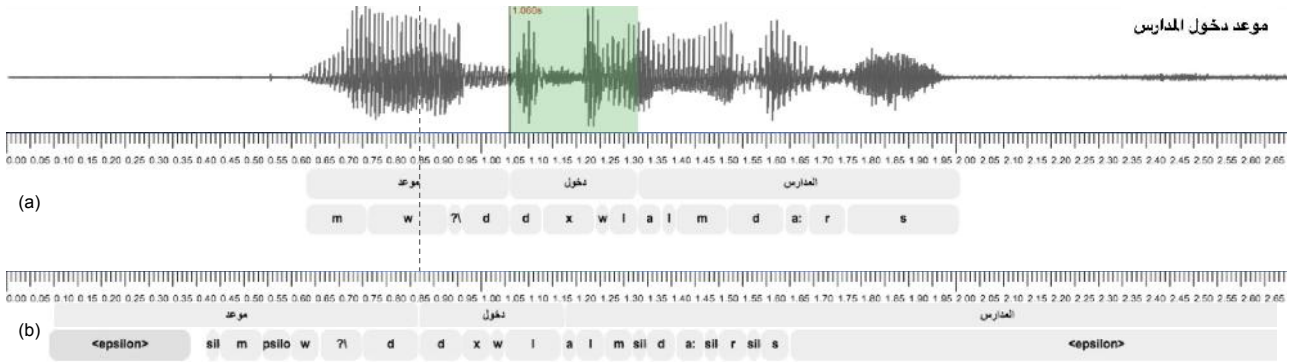 موعد دخول المدارس
1.060s
0.00 0.05 0.10 0.15 0.20 0.25 0.30 0.35 0.40 0.45 0.50 0.55 0.60 0.65 0.70 0.75 0.80 0.85 0.90 0.95 1.00 1.05 1.10 1.15 1.20 1.25 1.30 1.35 1.40 1.45 1.50 1.55 1.60 1.65 1.70 1.75 1.80 1.85 1.90 1.95 2.00 2.05 2.10 2.15 2.20 2.25 2.30 2.35 2.40 2.45 2.50 2.55 2.60 2.65
موعد دخول المدارس
(a)
m w ?\ d d x w l a l m d a: r s
0.00 0.05 0.10 0.15 0.20 0.25 0.30 0.35 0.40 0.45 0.50 0.55 0.60 0.65 0.70 0.75 0.80 0.85 0.90 0.95 1.00 1.05 1.10 1.15 1.20 1.25 1.30 1.35 1.40 1.45 1.50 1.55 1.60 1.65 1.70 1.75 1.80 1.85 1.90 1.95 2.00 2.05 2.10 2.15 2.20 2.25 2.30 2.35 2.40 2.45 2.50 2.55 2.60 2.65
موعد دخول المدارس
(b)
<epsilon> sil m psilo w ?\ d d x w l a l m sil d a: sil r sil s <epsilon>